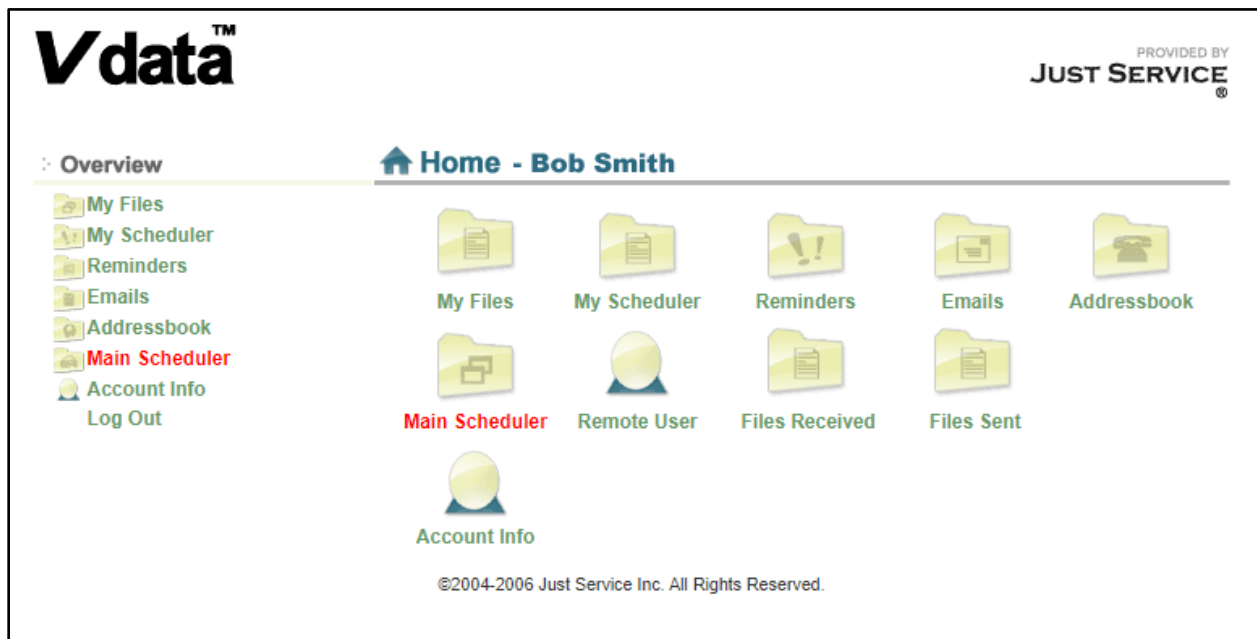 Vdata™
PROVIDED BY
JUST SERVICE
®
Overview
My Files
My Scheduler
Reminders
Emails
Addressbook
Main Scheduler
Account Info
Log Out
Home - Bob Smith
My Files My Scheduler Reminders Emails Addressbook
Main Scheduler Remote User Files Received Files Sent
Account Info
©2004-2006 Just Service Inc. All Rights Reserved.